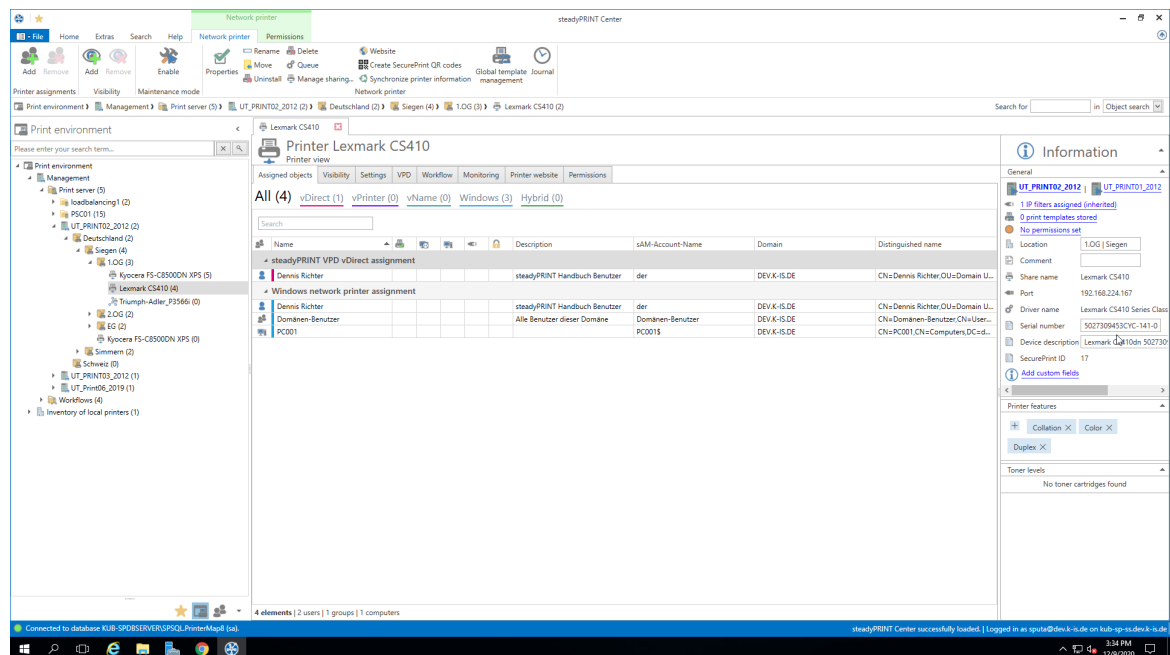 Network printer
steadyPRINT Center
File Home Extras Search Help Network printer Permissions
Add Remove
Printer assignments
Add Remove
Visibility
Enable
Maintenance mode
Properties
Rename Delete
Move Queue
Uninstall Manage sharing...
Website
Create SecurePrint QR codes
Synchronize printer information
Global template management
Journal
Network printer
Print environment Management Print server (5) UT_PRINT02_2012 (2) Deutschland (2) Siegen (4) 1.OG (3) Lexmark CS410 (2)
Search for in Object search
Print environment
Please enter your search term...
Print environment
Management
Print server (5)
loadbalancing1 (2)
PSC01 (15)
UT_PRINT02_2012 (2)
Deutschland (2)
Siegen (4)
1.OG (3)
Kyocera FS-C8500DN XPS (5)
Lexmark CS410 (4)
Triumph-Adler_P3566i (0)
2.OG (2)
EG (2)
Kyocera FS-C8500DN XPS (0)
Simmern (2)
Schweiz (0)
UT_PRINT03_2012 (1)
UT_Print06_2019 (1)
Workflows (4)
Inventory of local printers (1)
Lexmark CS410
Printer Lexmark CS410
Printer view
Assigned objects Visibility Settings VPD Workflow Monitoring Printer website Permissions
All (4) vDirect (1) vPrinter (0) vName (0) Windows (3) Hybrid (0)
Search
Name Description sAM-Account-Name Domain Distinguished name
steadyPRINT VPD vDirect assignment
Dennis Richter steadyPRINT Handbuch Benutzer der DEV.K-IS.DE CN=Dennis Richter,OU=Domain U...
Windows network printer assignment
Dennis Richter steadyPRINT Handbuch Benutzer der DEV.K-IS.DE CN=Dennis Richter,OU=Domain U...
Domänen-Benutzer Alle Benutzer dieser Domäne Domänen-Benutzer DEV.K-IS.DE CN=Domänen-Benutzer,CN=User...
PC001 PC001$ DEV.K-IS.DE CN=PC001,CN=Computers,DC=d...
4 elements | 2 users | 1 groups | 1 computers
Information
General
UT_PRINT02_2012 | UT_PRINT01_2012
1 IP filters assigned (inherited)
0 print templates stored
No permissions set
Location 1.OG | Siegen
Comment
Share name Lexmark CS410
Port 192.168.224.167
Driver name Lexmark CS410 Series Class
Serial number 5027309453CYC-141-0
Device description Lexmark 502730
SecurePrint ID 17
Add custom fields
Printer features
Collation Color
Duplex
Toner levels
No toner cartridges found
Connected to database KUB-SPDBSERVER\SPSQL.PrinterMap8 (sa).
steadyPRINT Center successfully loaded. | Logged in as sputa@dev.k-is.de on kub-sp-ss.dev.k-is.de
3:34 PM
12/9/2020